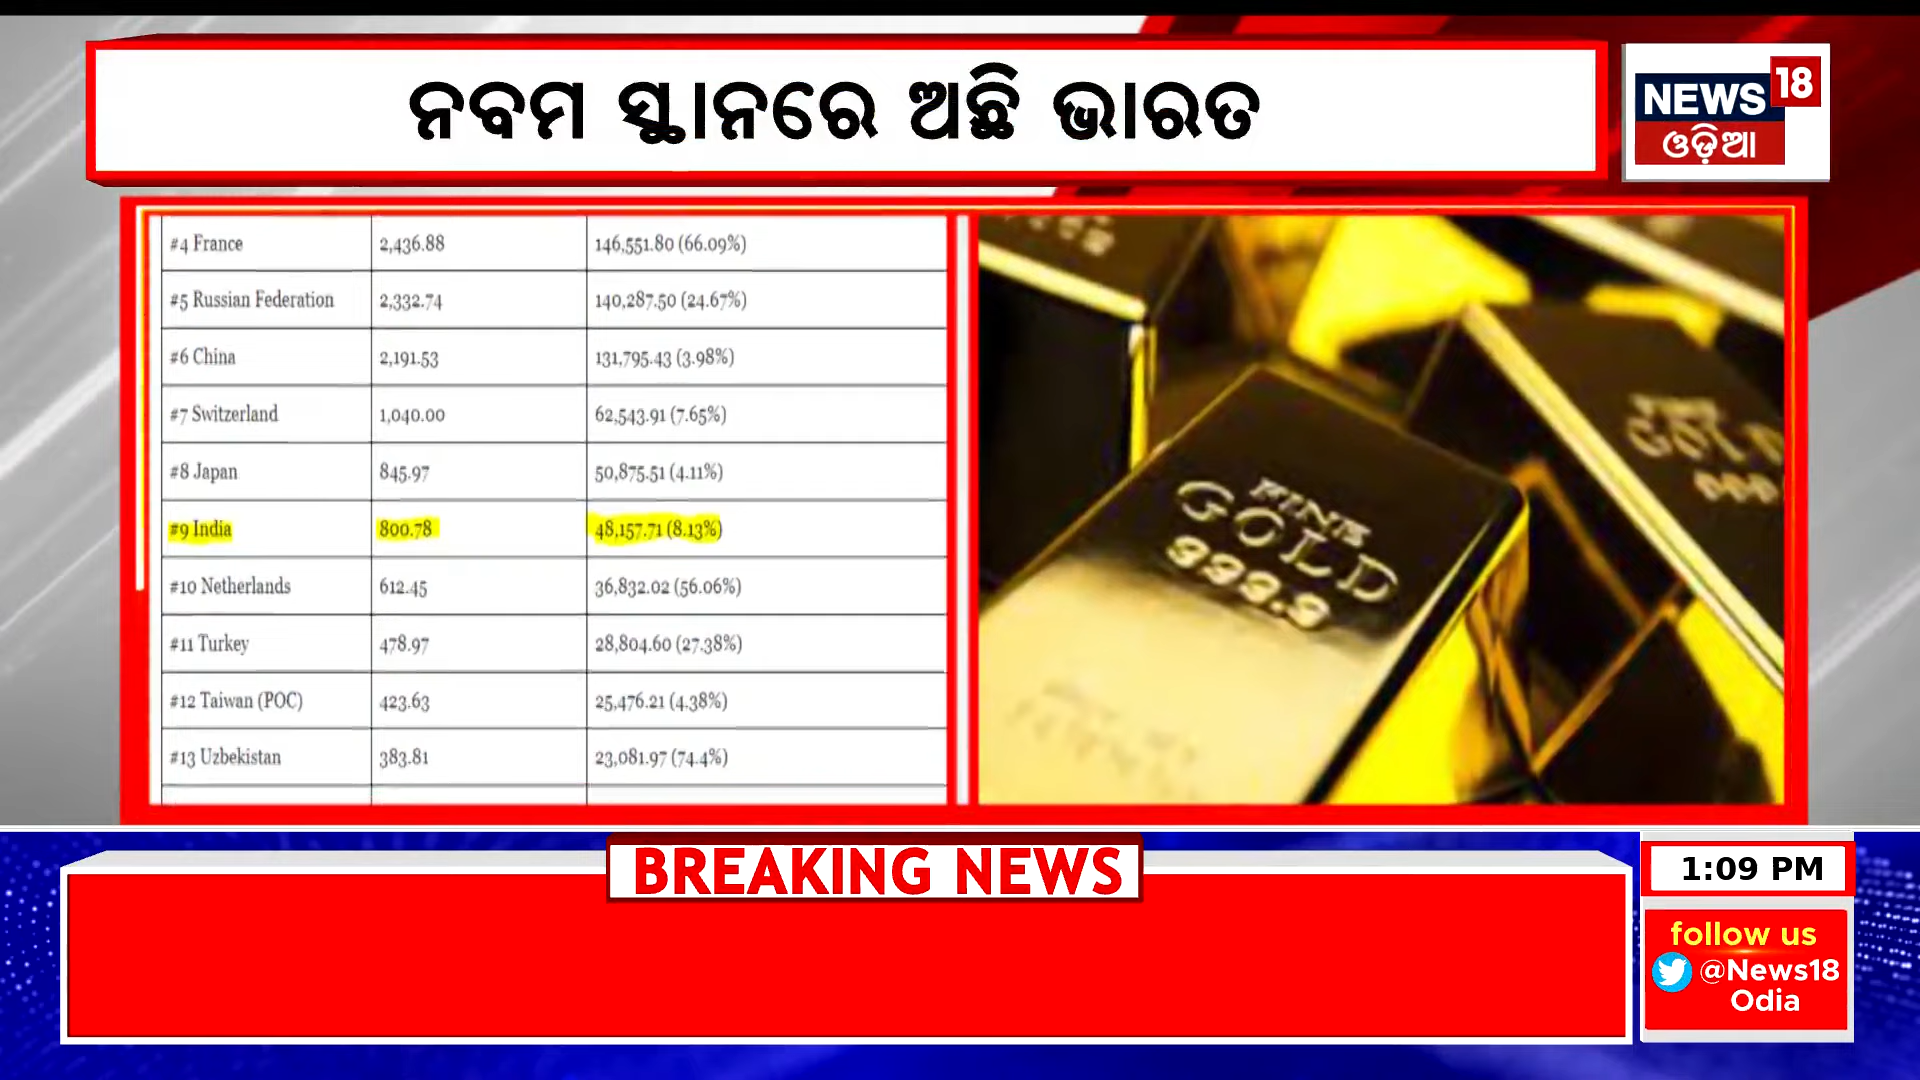 ନବମ ସ୍ଥାନରେ ଅଛି ଭାରତ
NEWS 18
ଓଡ଼ିଆ
#4 France 2,436.88 146,551.80 (66.09%)
#5 Russian Federation 2,332.74 140,287.50 (24.67%)
#6 China 2,191.53 131,795.43 (3.98%)
#7 Switzerland 1,040.00 62,543.91 (7.65%)
#8 Japan 845.97 50,875.51 (4.11%)
#9 India 800.78 48,157.71 (8.13%)
#10 Netherlands 612.45 36,832.02 (56.06%)
#11 Turkey 478.97 28,804.60 (27.38%)
#12 Taiwan (POC) 423.63 25,476.21 (4.38%)
#13 Uzbekistan 383.81 23,081.97 (74.4%)
FINE
GOLD
999.9
FINE
GOLD
BREAKING NEWS
1:09 PM
follow us
@News18
Odia